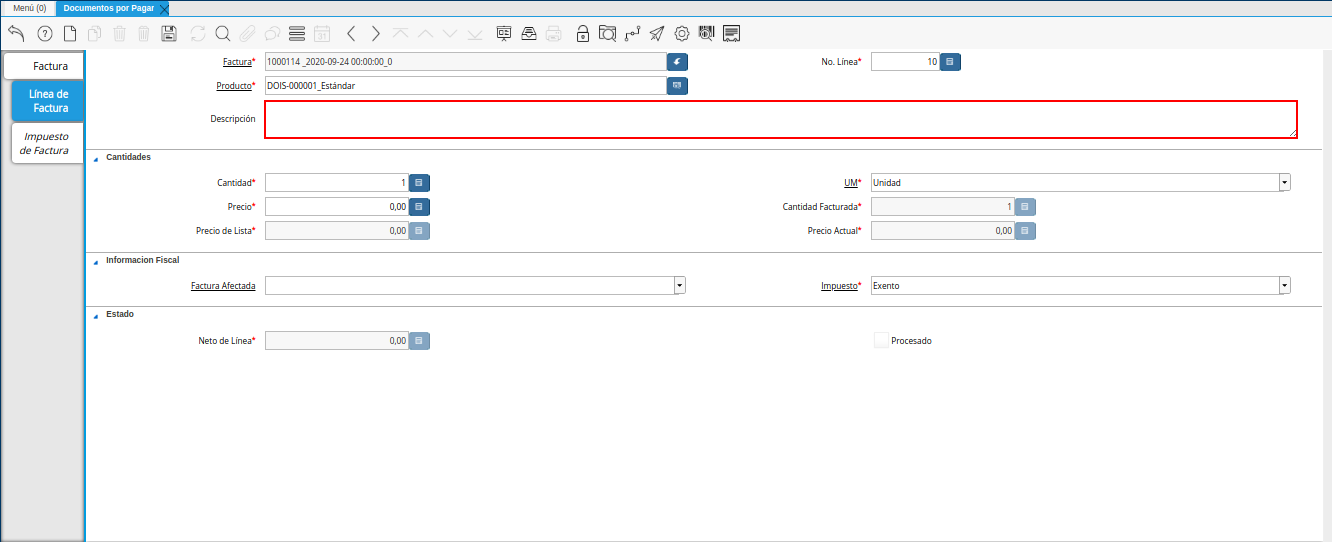 Menú (0)
Documentos por Pagar
Factura
Línea de
Factura
Impuesto
de Factura
Factura* 1000114 _2020-09-24 00:00:00_0 No. Línea* 10
Producto* DOIS-000001_Estándar
Descripción
Cantidades
Cantidad* 1 UM* Unidad
Precio* 0,00 Cantidad Facturada* 1
Precio de Lista* 0,00 Precio Actual* 0,00
Informacion Fiscal
Factura Afectada Impuesto* Exento
Estado
Neto de Línea* 0,00 Procesado